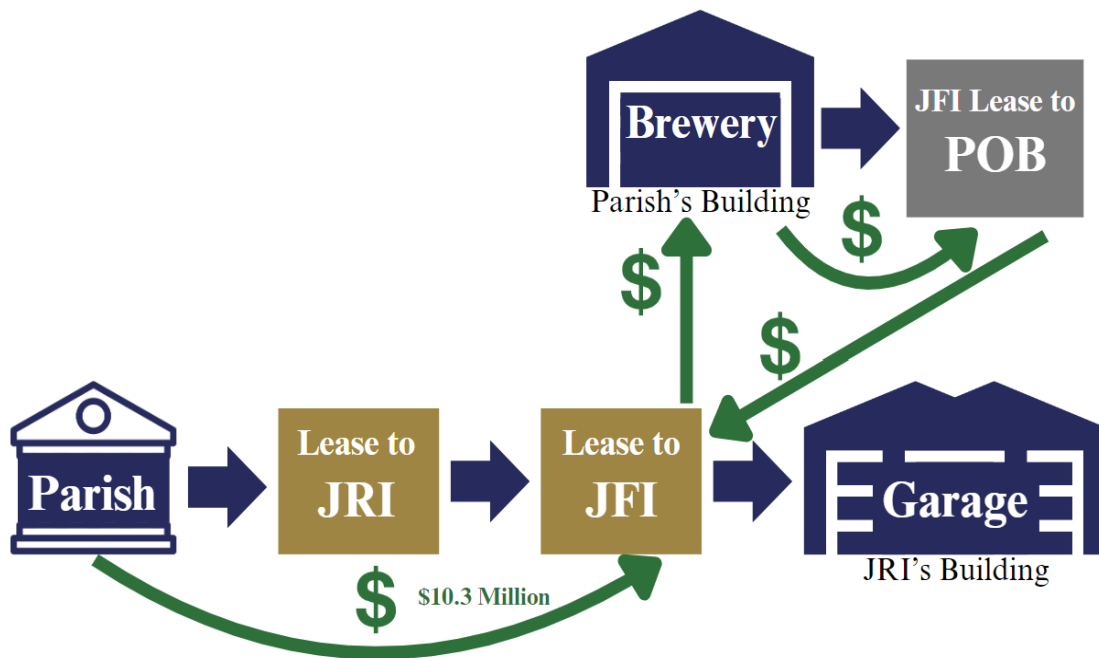 Brewery
Parish's Building
JFI Lease to
POB
$
$
$
Parish
Lease to
JRI
Lease to
JFI
Garage
JRI's Building
$
$10.3 Million